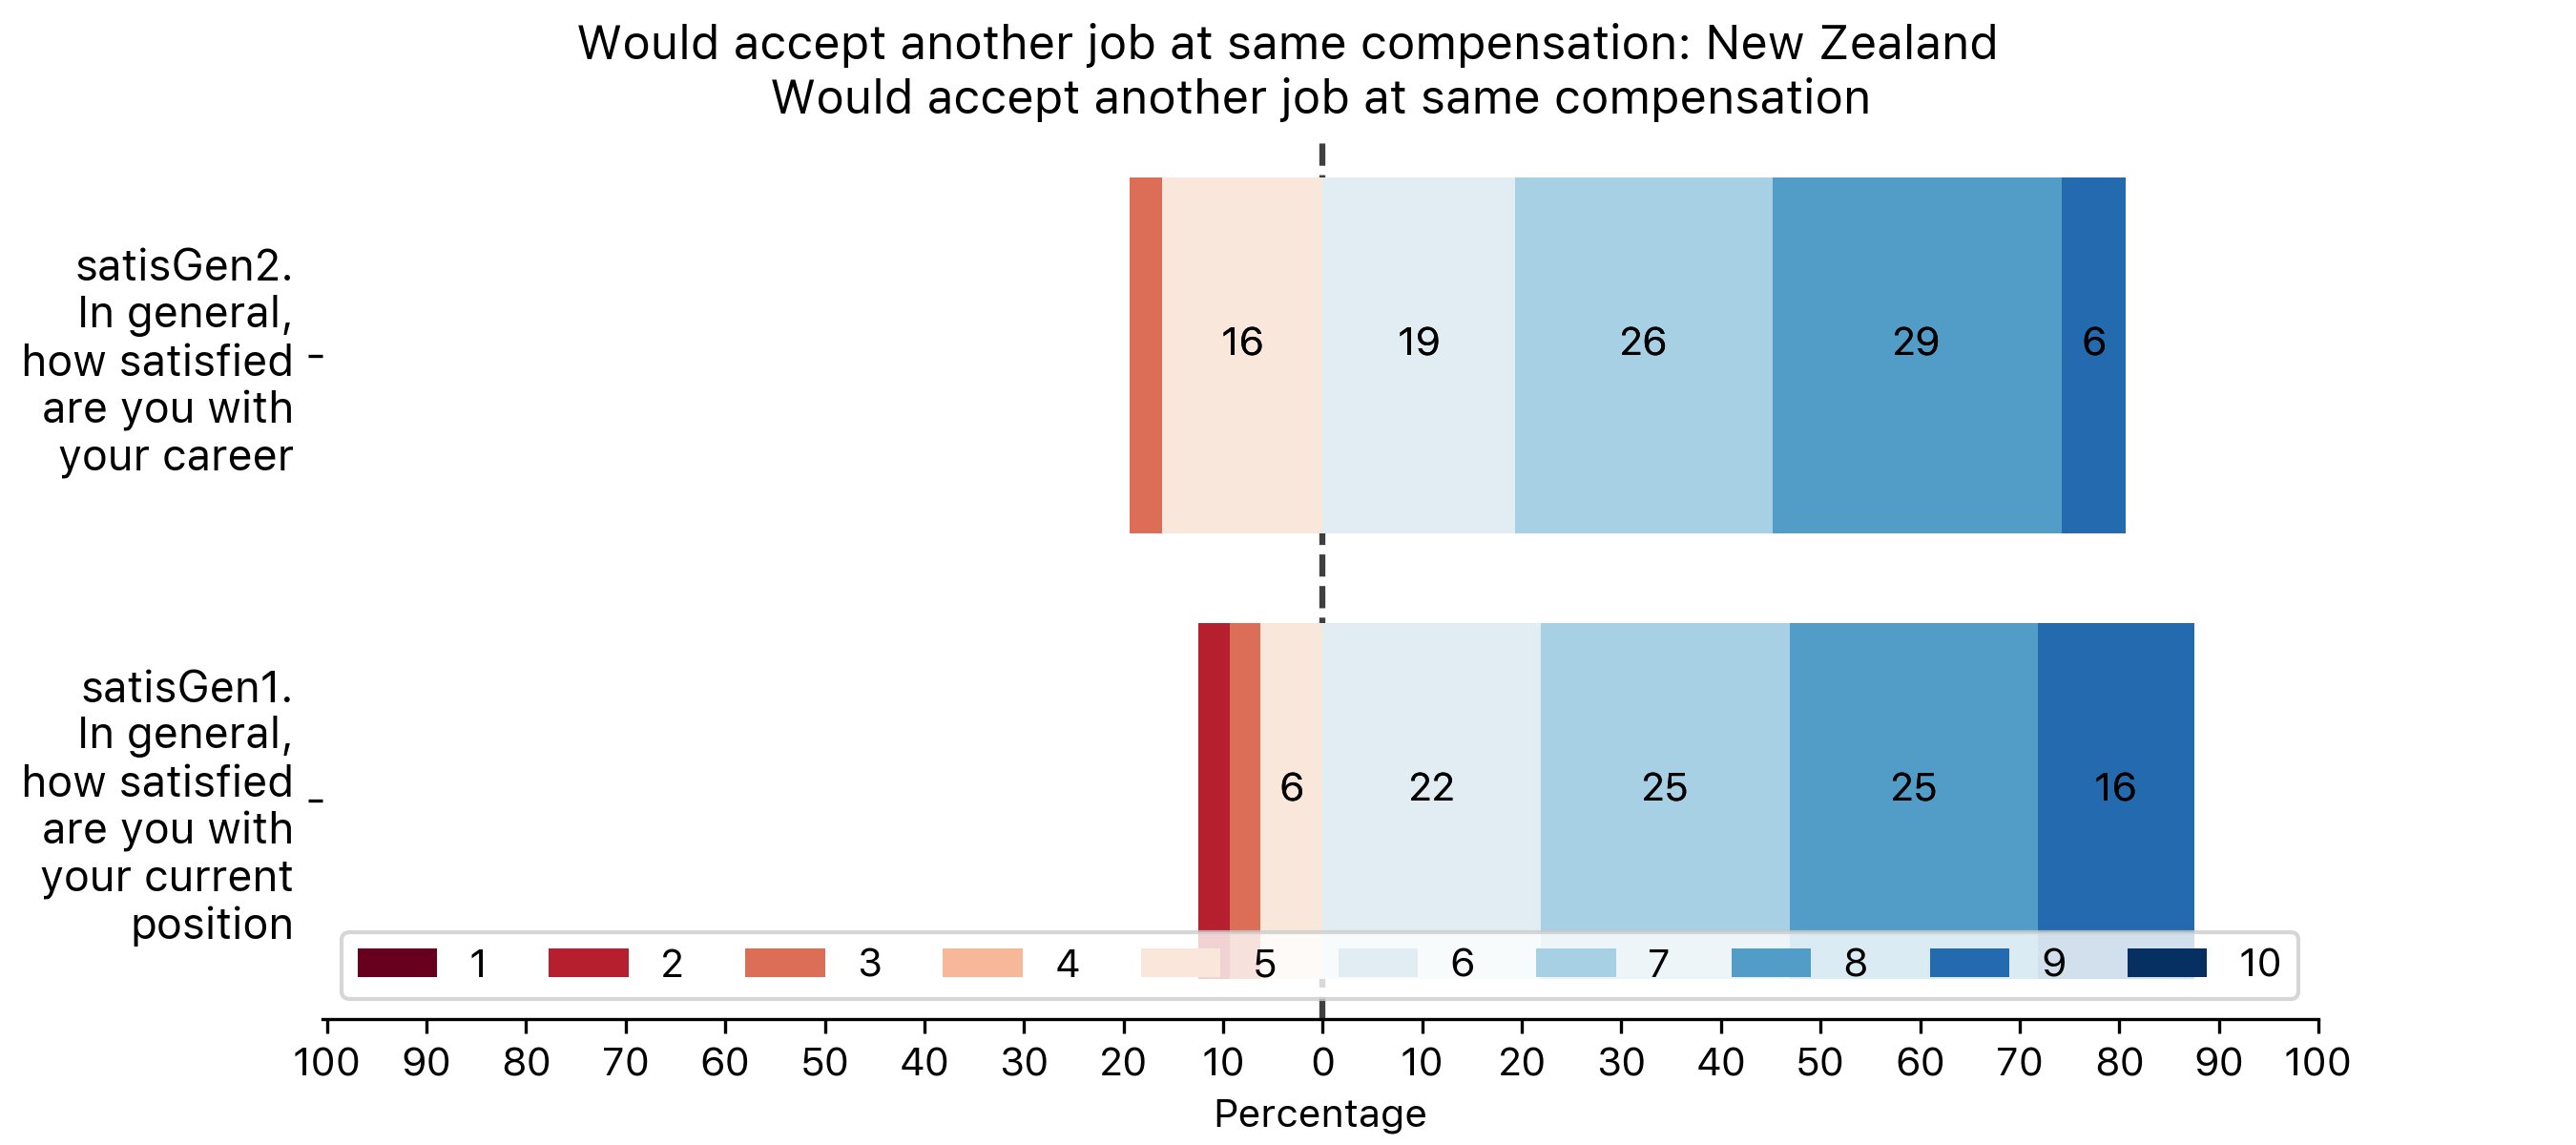 Would accept another job at same compensation: New Zealand
Would accept another job at same compensation
satisGen2.
In general,
how satisfied
are you with
your career
16 19 26 29 6
satisGen1.
In general,
how satisfied
are you with
your current
position
6 22 25 25 16
1 2 3 4 5 6 7 8 9 10
100 90 80 70 60 50 40 30 20 10 0 10 20 30 40 50 60 70 80 90 100
Percentage